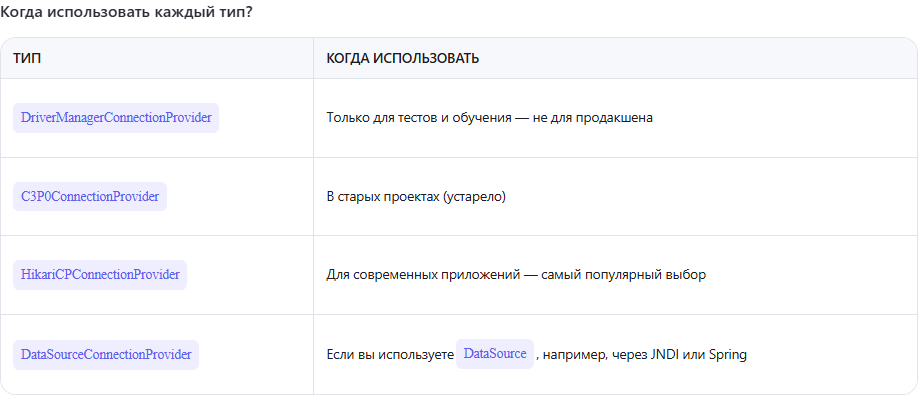 Когда использовать каждый тип?
ТИП КОГДА ИСПОЛЬЗОВАТЬ
DriverManagerConnectionProvider Только для тестов и обучения — не для продакшена
C3P0ConnectionProvider В старых проектах (устарело)
HikariCPConnectionProvider Для современных приложений — самый популярный выбор
DataSourceConnectionProvider Если вы используете DataSource , например, через JNDI или Spring